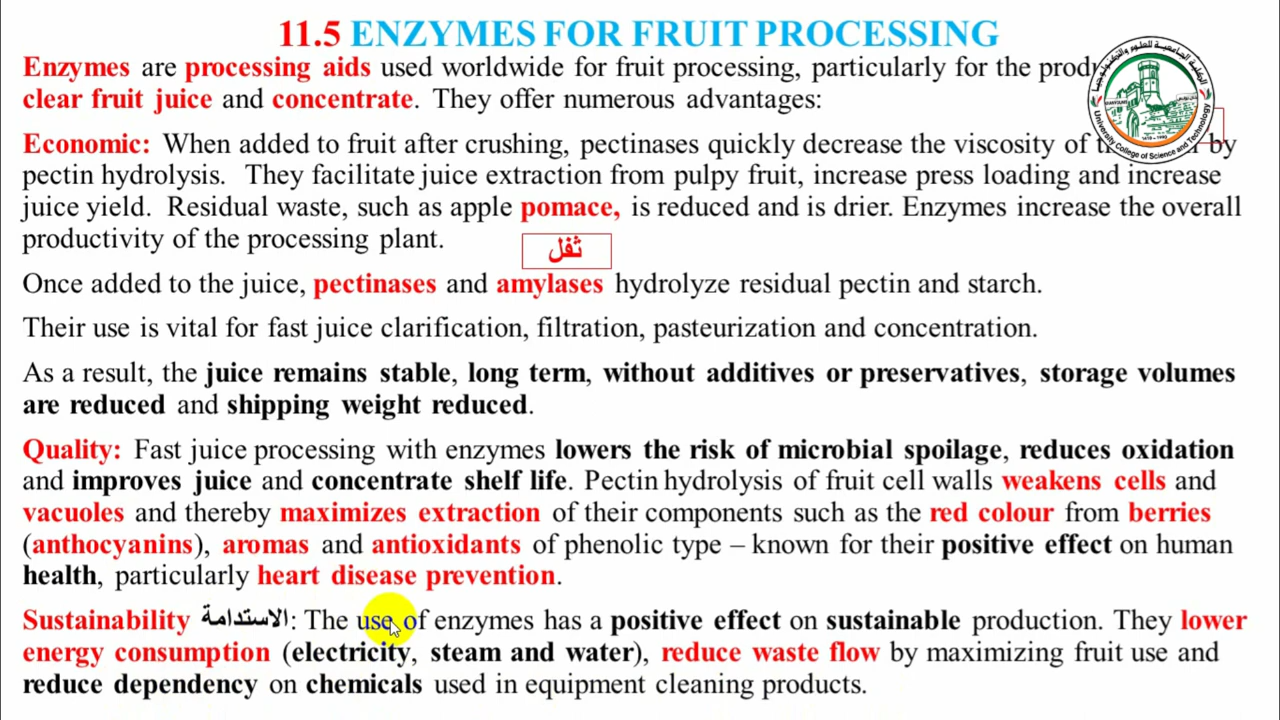 11.5 ENZYMES FOR FRUIT PROCESSING
Enzymes are processing aids used worldwide for fruit processing, particularly for the
clear fruit juice and concentrate. They offer numerous advantages:
Economic: When added to fruit after crushing, pectinases quickly decrease the viscosity of by
pectin hydrolysis. They facilitate juice extraction from pulpy fruit, increase press loading and increase
juice yield. Residual waste, such as apple pomace, is reduced and is drier. Enzymes increase the overall
productivity of the processing plant.
ثفل
Once added to the juice, pectinases and amylases hydrolyze residual pectin and starch.
Their use is vital for fast juice clarification, filtration, pasteurization and concentration.
As a result, the juice remains stable, long term, without additives or preservatives, storage volumes
are reduced and shipping weight reduced.
Quality: Fast juice processing with enzymes lowers the risk of microbial spoilage, reduces oxidation
and improves juice and concentrate shelf life. Pectin hydrolysis of fruit cell walls weakens cells and
vacuoles and thereby maximizes extraction of their components such as the red colour from berries
(anthocyanins), aromas and antioxidants of phenolic type – known for their positive effect on human
health, particularly heart disease prevention.
Sustainability الاستدامة: The use of enzymes has a positive effect on sustainable production. They lower
energy consumption (electricity, steam and water), reduce waste flow by maximizing fruit use and
reduce dependency on chemicals used in equipment cleaning products.
الكلية الجامعية للعلوم والتكنولوجيا
University College of Science and Technology